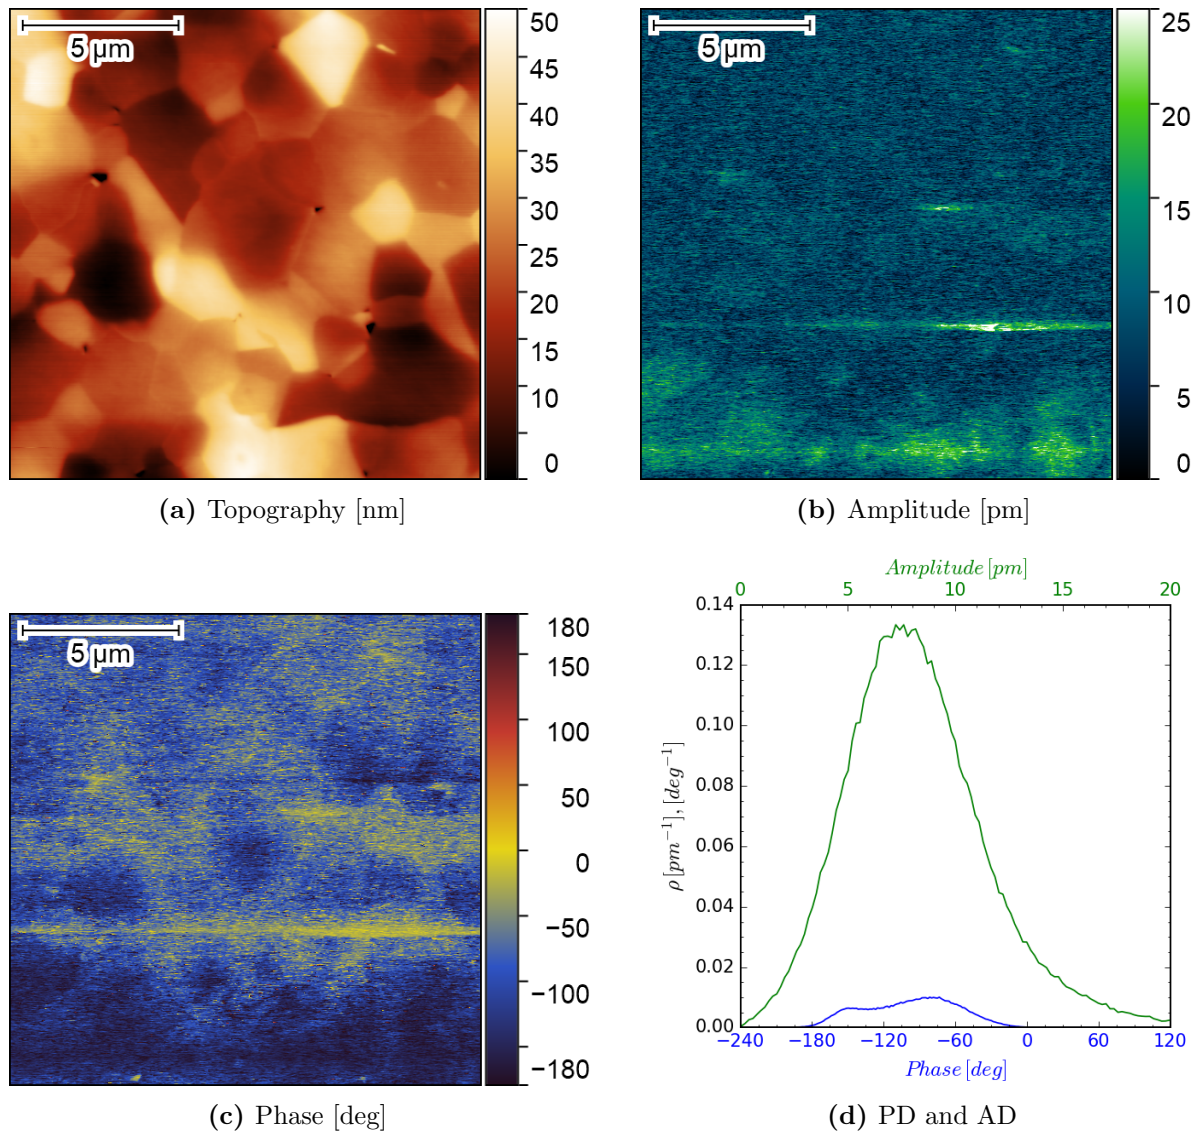 5 µm
50
45
40
35
30
25
20
15
10
0
(a) Topography [nm]
5 µm
25
20
15
10
5
0
(b) Amplitude [pm]
5 µm
180
150
100
50
0
−50
−100
−180
(c) Phase [deg]
Amplitude [pm]
0 5 10 15 20
0.14
0.12
0.10
0.08
0.06
0.04
0.02
0.00
ρ [pm⁻¹], [deg⁻¹]
−240 −180 −120 −60 0 60 120
Phase [deg]
(d) PD and AD